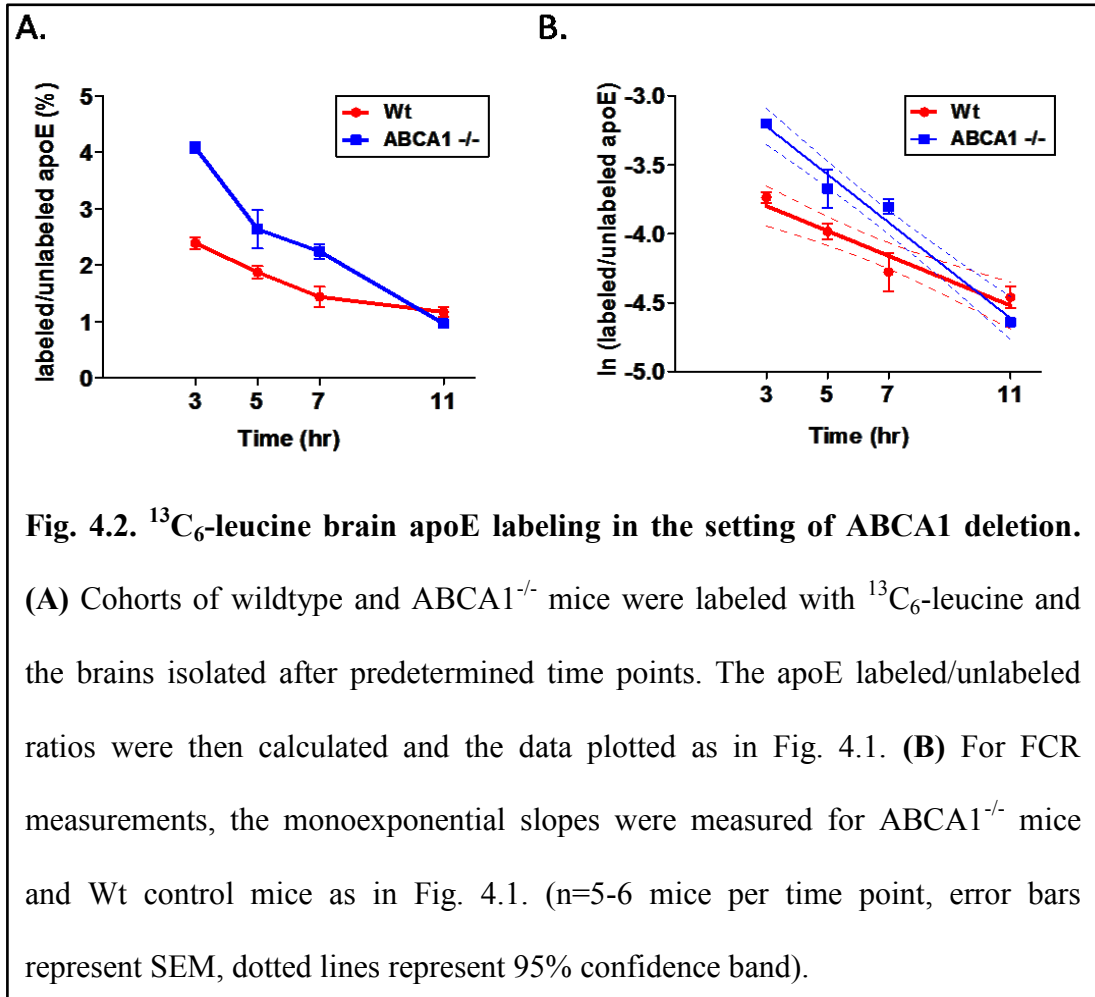 A.
B.
5
4
3
2
1
0
labeled/unlabeled apoE (%)
Wt
ABCA1 -/-
3 5 7 11
Time (hr)
-3.0
-3.5
-4.0
-4.5
-5.0
ln (labeled/unlabeled apoE)
Wt
ABCA1 -/-
3 5 7 11
Time (hr)
Fig. 4.2. ¹³C₆-leucine brain apoE labeling in the setting of ABCA1 deletion.
(A) Cohorts of wildtype and ABCA1⁻/⁻ mice were labeled with ¹³C₆-leucine and
the brains isolated after predetermined time points. The apoE labeled/unlabeled
ratios were then calculated and the data plotted as in Fig. 4.1. (B) For FCR
measurements, the monoexponential slopes were measured for ABCA1⁻/⁻ mice
and Wt control mice as in Fig. 4.1. (n=5-6 mice per time point, error bars
represent SEM, dotted lines represent 95% confidence band).